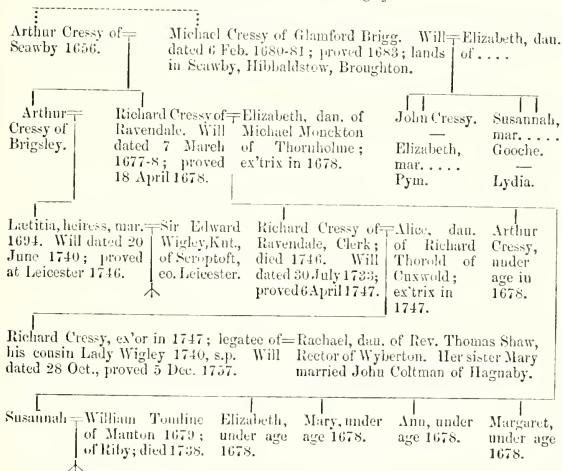 Arthur Cressy of
Scawby 1656.
Michael Cressy of Glamford Brigg. Will
dated 6 Feb. 1680-81; proved 1683; lands
in Scawby, Hibbaldstow, Broughton.
Elizabeth, dau.
of . . . .
Arthur
Cressy of
Brigsley.
Richard Cressy of
Ravendale. Will
dated 7 March
1677-8; proved
18 April 1678.
Elizabeth, dan. of
Michael Monckton
of Thornholme;
ex'trix in 1678.
John Cressy.
—
Elizabeth,
mar. . . . .
Pym.
Susannah,
mar. . . . .
Gooche.
—
Lydia.
Lætitia, heiress, mar.
1694. Will dated 20
June 1740; proved
at Leicester 1746.
Sir Edward
Wigley, Knt.,
of Scroptoft,
co. Leicester.
Richard Cressy of
Ravendale, Clerk;
died 1746. Will
dated 30 July 1733;
proved 6 April 1747.
Alice, dau.
of Richard
Thorold of
Cuxwold;
ex'trix in
1747.
Arthur
Cressy,
under
age in
1678.
Richard Cressy, ex'or in 1747; legatee of
his cousin Lady Wigley 1740, s.p. Will
dated 28 Oct., proved 5 Dec. 1757.
Rachael, dau. of Rev. Thomas Shaw,
Rector of Wyberton. Her sister Mary
married John Coltman of Hagnaby.
Susannah
William Tomline
of Manton 1679;
of Riby; died 1738.
Elizabeth,
under age
1678.
Mary, under
age 1678.
Ann, under
age 1678.
Margaret,
under age
1678.